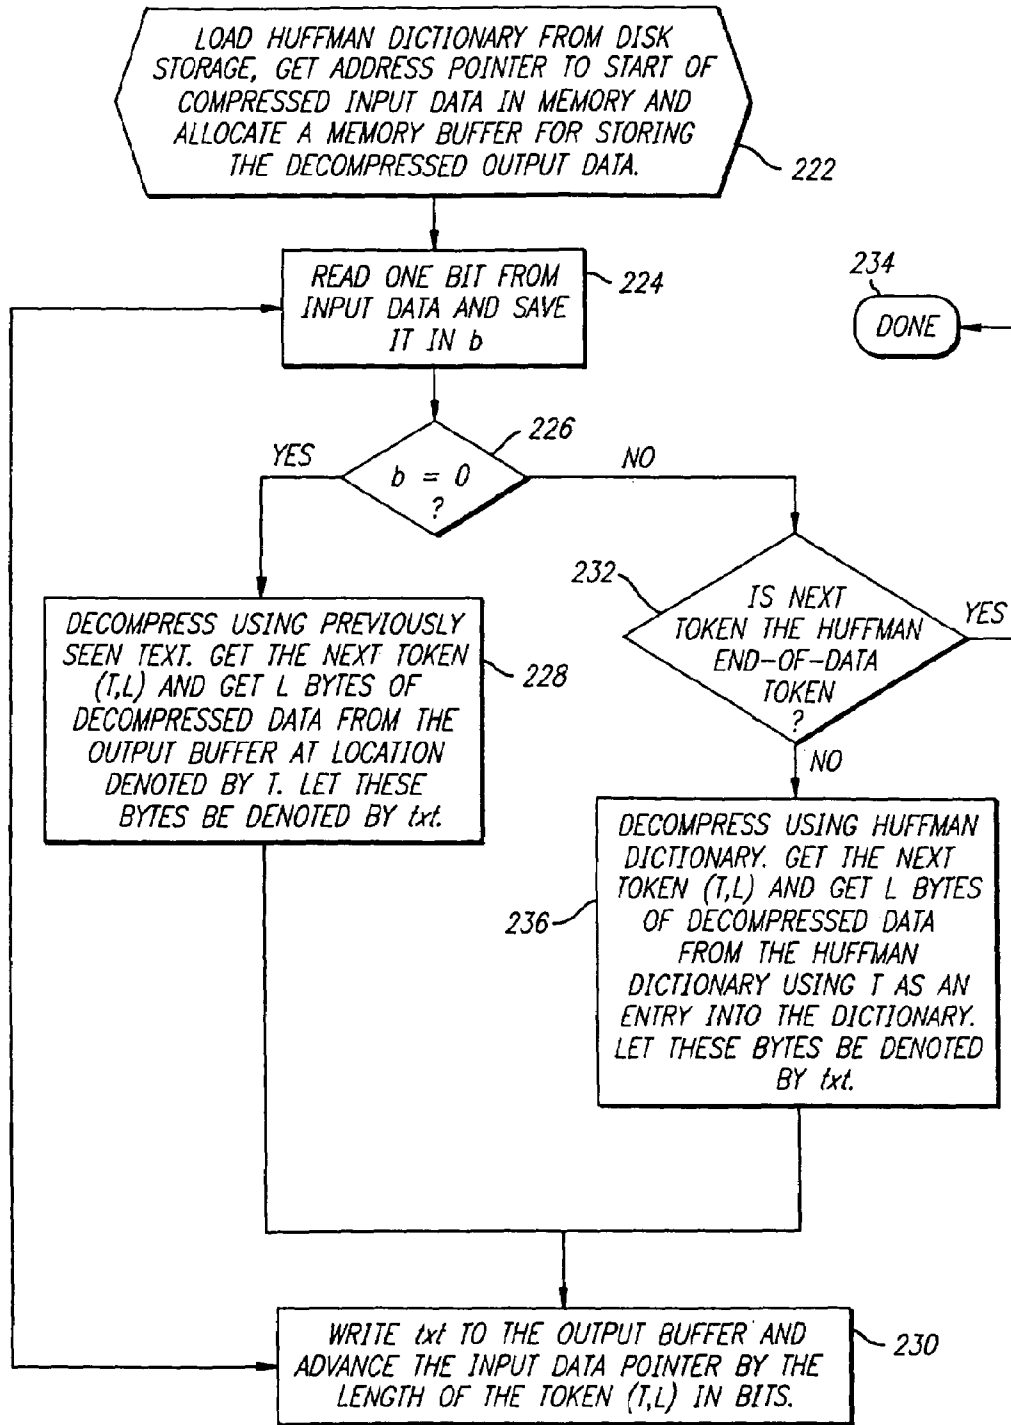 LOAD HUFFMAN DICTIONARY FROM DISK
STORAGE, GET ADDRESS POINTER TO START OF
COMPRESSED INPUT DATA IN MEMORY AND
ALLOCATE A MEMORY BUFFER FOR STORING
THE DECOMPRESSED OUTPUT DATA.
222
READ ONE BIT FROM
INPUT DATA AND SAVE
IT IN b
224
234
DONE
226
YES
b = 0
?
NO
232
IS NEXT
TOKEN THE HUFFMAN
END-OF-DATA
TOKEN
?
YES
NO
DECOMPRESS USING PREVIOUSLY
SEEN TEXT. GET THE NEXT TOKEN
(T,L) AND GET L BYTES OF
DECOMPRESSED DATA FROM THE
OUTPUT BUFFER AT LOCATION
DENOTED BY T. LET THESE
BYTES BE DENOTED BY txt.
228
DECOMPRESS USING HUFFMAN
DICTIONARY. GET THE NEXT
TOKEN (T,L) AND GET L BYTES
OF DECOMPRESSED DATA
FROM THE HUFFMAN
DICTIONARY USING T AS AN
ENTRY INTO THE DICTIONARY.
LET THESE BYTES BE DENOTED
BY txt.
236
WRITE txt TO THE OUTPUT BUFFER AND
ADVANCE THE INPUT DATA POINTER BY THE
LENGTH OF THE TOKEN (T,L) IN BITS.
230